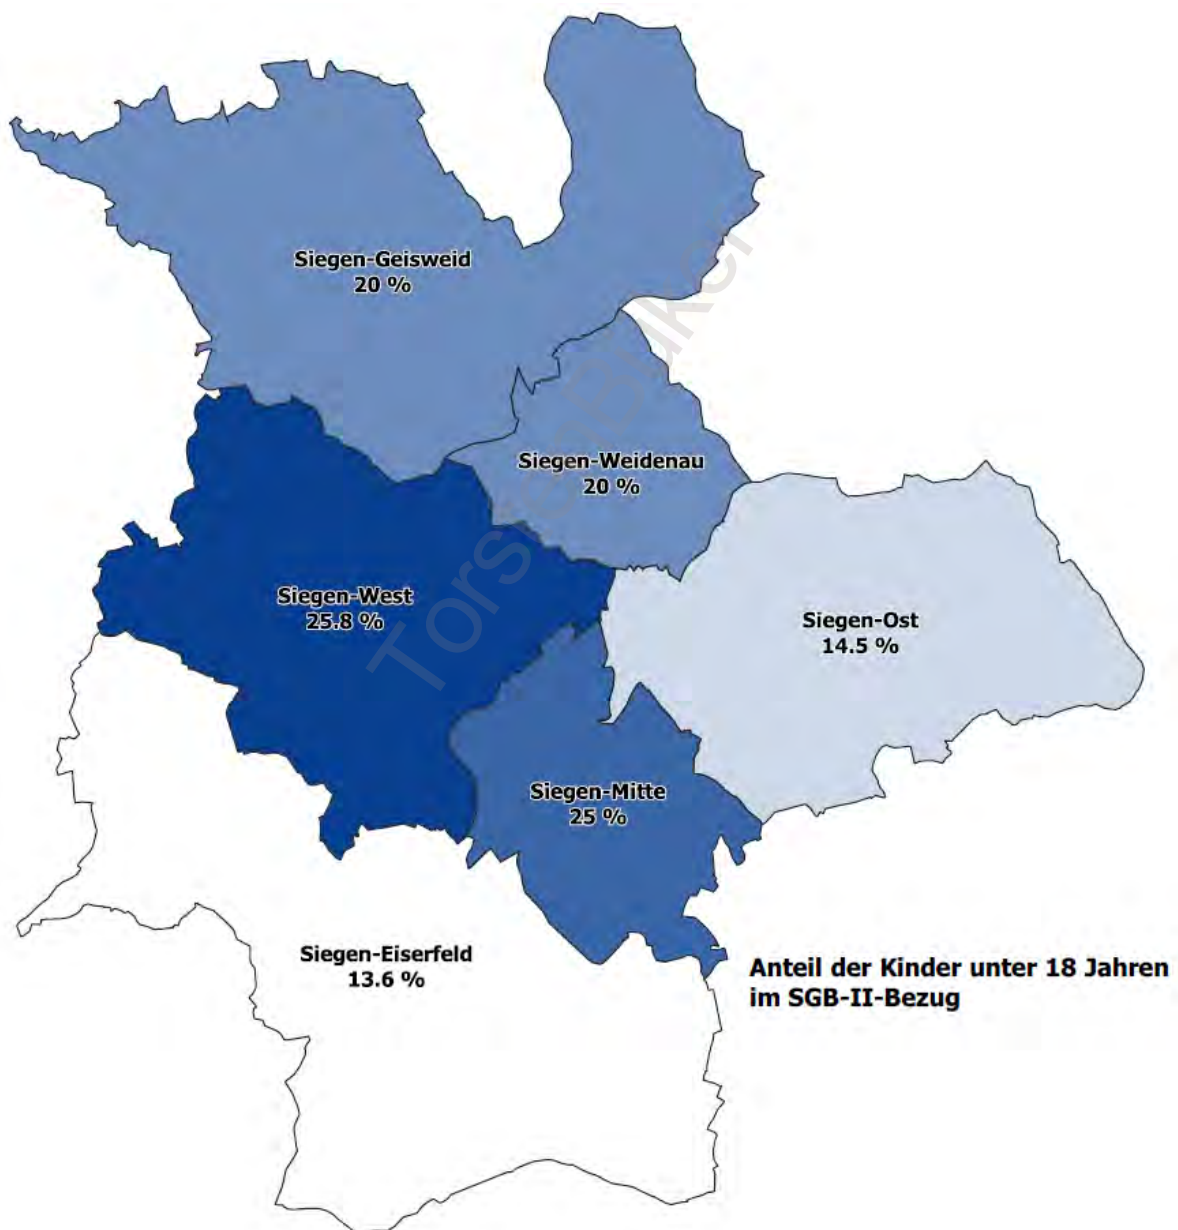 Siegen-Geisweid
20 %
Siegen-Weidenau
20 %
Siegen-West
25.8 %
Siegen-Ost
14.5 %
Siegen-Mitte
25 %
Siegen-Eiserfeld
13.6 %
Anteil der Kinder unter 18 Jahren
im SGB-II-Bezug